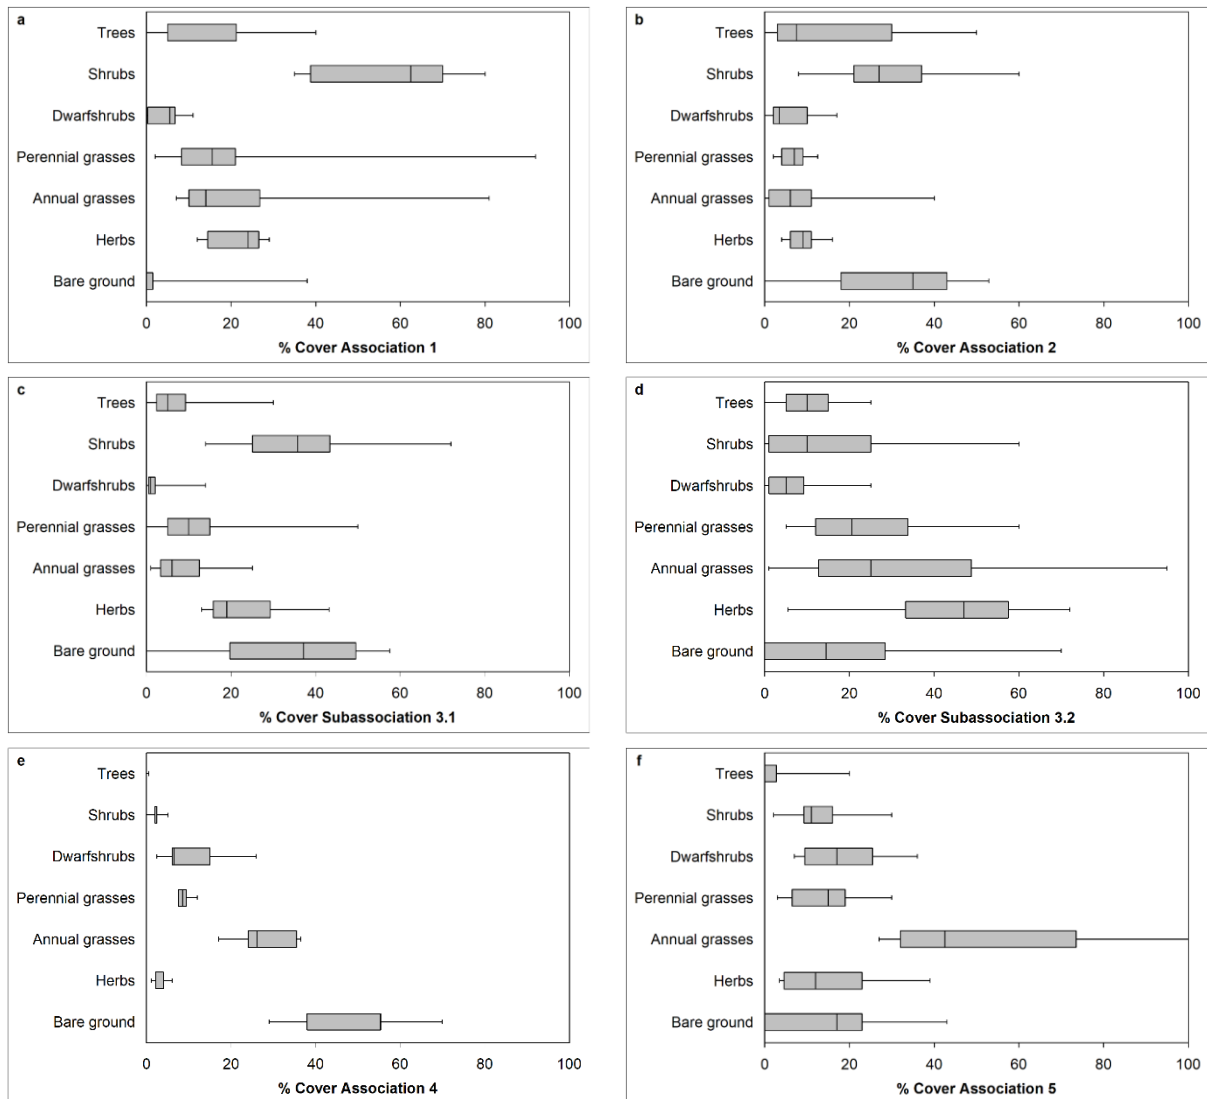 a
Trees
Shrubs
Dwarfshrubs
Perennial grasses
Annual grasses
Herbs
Bare ground
0 20 40 60 80 100
% Cover Association 1
b
Trees
Shrubs
Dwarfshrubs
Perennial grasses
Annual grasses
Herbs
Bare ground
0 20 40 60 80 100
% Cover Association 2
c
Trees
Shrubs
Dwarfshrubs
Perennial grasses
Annual grasses
Herbs
Bare ground
0 20 40 60 80 100
% Cover Subassociation 3.1
d
Trees
Shrubs
Dwarfshrubs
Perennial grasses
Annual grasses
Herbs
Bare ground
0 20 40 60 80 100
% Cover Subassociation 3.2
e
Trees
Shrubs
Dwarfshrubs
Perennial grasses
Annual grasses
Herbs
Bare ground
0 20 40 60 80 100
% Cover Association 4
f
Trees
Shrubs
Dwarfshrubs
Perennial grasses
Annual grasses
Herbs
Bare ground
0 20 40 60 80 100
% Cover Association 5